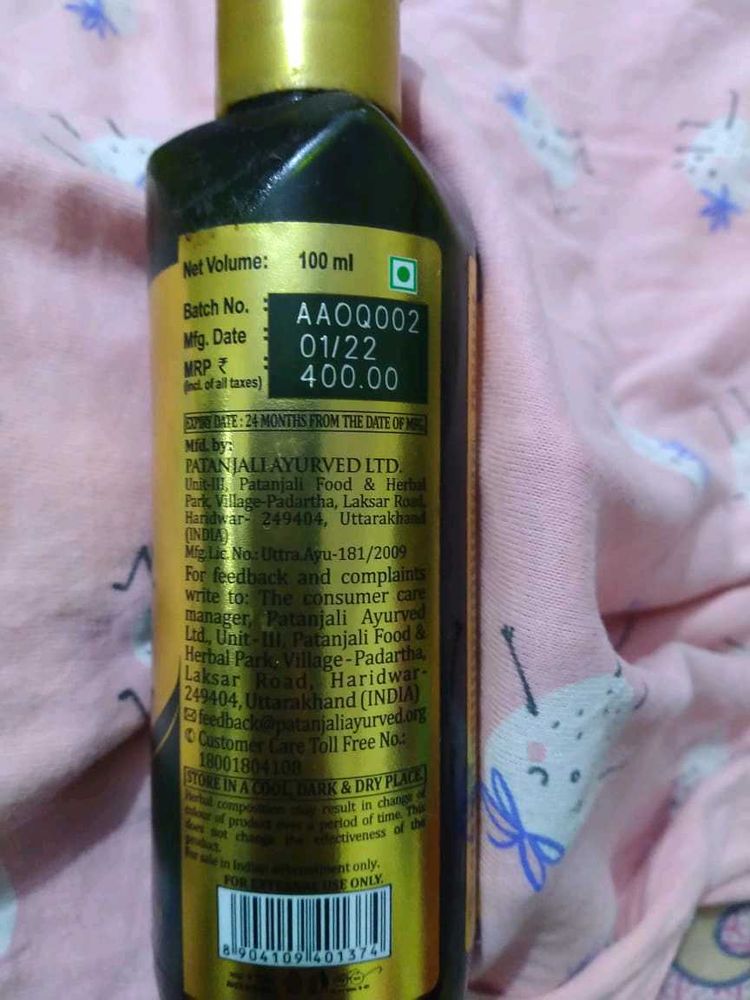 Net Volume: 100 ml
Batch No. : AAOQ002
Mfg. Date : 01/22
MRP ₹ : 400.00
(incl. of all taxes)
EXPIRY DATE : 24 MONTHS FROM THE DATE OF MFG.
Mfd. by:
PATANJALI AYURVED LTD.
Unit-III, Patanjali Food & Herbal
Park, Village-Padartha, Laksar Road,
Haridwar- 249404, Uttarakhand
(INDIA)
Mfg.Lic. No.: Uttra.Ayu-181/2009
For feedback and complaints
write to: The consumer care
manager, Patanjali Ayurved
Ltd., Unit-III, Patanjali Food &
Herbal Park, Village-Padartha,
Laksar Road, Haridwar-
249404, Uttarakhand (INDIA)
feedback@patanjaliayurved.org
Customer Care Toll Free No.:
18001804108
STORE IN A COOL, DARK & DRY PLACE
Herbal composition may result in change of
colour of product over a period of time. This
does not change the effectiveness of the
product.
For sale in Indian only.
FOR EXTERNAL USE ONLY.
8 904109 401374